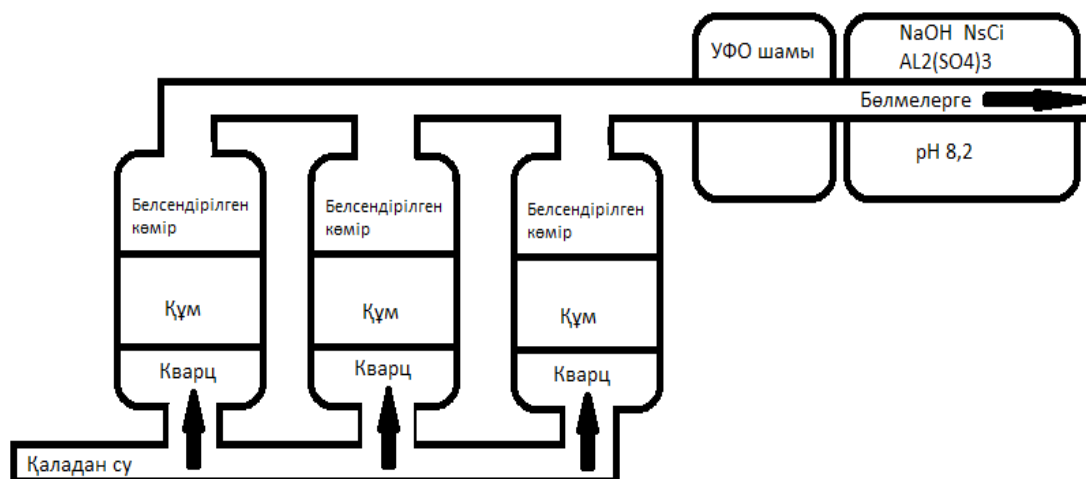 УФО шамы
NaOH NsCi
AL2(SO4)3
Бөлмелерге
pH 8,2
Белсендірілген
көмір
Құм
Кварц
Белсендірілген
көмір
Құм
Кварц
Белсендірілген
көмір
Құм
Кварц
Қаладан су